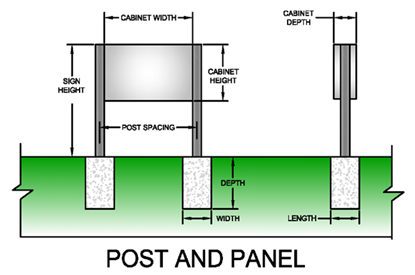 CABINET WIDTH
CABINET
DEPTH
SIGN
HEIGHT
CABINET
HEIGHT
POST SPACING
DEPTH
WIDTH
LENGTH
POST AND PANEL